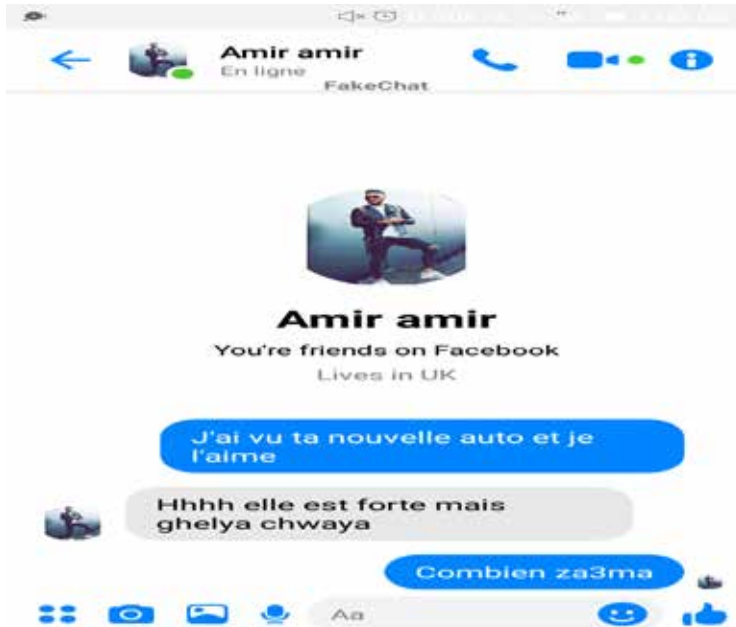 Amir amir
En ligne
FakeChat
Amir amir
You're friends on Facebook
Lives in UK
J'ai vu ta nouvelle auto et je
l'aime
Hhhh elle est forte mais
ghelya chwaya
Combien za3ma
Aa